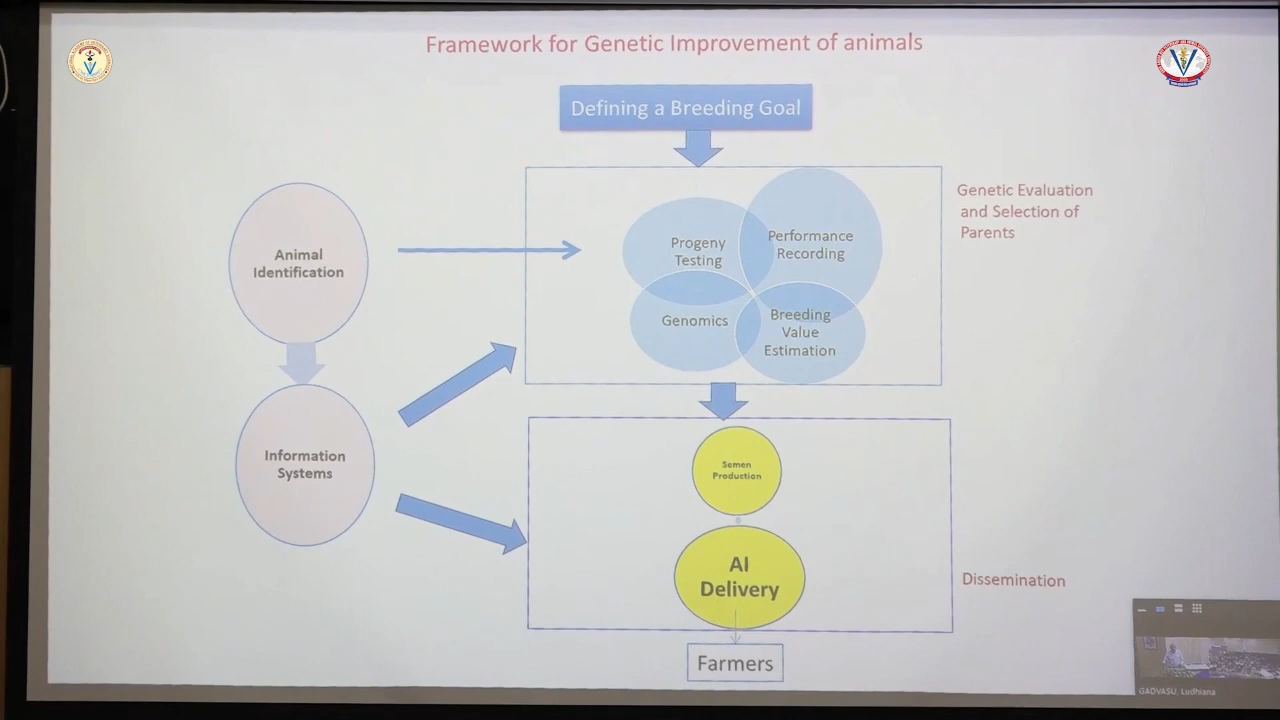 Framework for Genetic Improvement of animals
Defining a Breeding Goal
Genetic Evaluation
and Selection of
Parents
Animal
Identification
Progeny
Testing
Performance
Recording
Genomics
Breeding
Value
Estimation
Information
Systems
Semen
Production
AI
Delivery
Dissemination
Farmers
GADVASU, Ludhiana